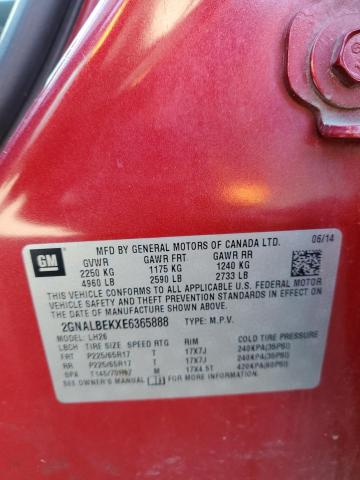 GM
MFD BY GENERAL MOTORS OF CANADA LTD. 06/14
GVWR GAWR FRT GAWR RR
2250 KG 1175 KG 1240 KG
4960 LB 2590 LB 2733 LB
THIS VEHICLE CONFORMS TO ALL APPLICABLE U.S. FEDERAL MOTOR
VEHICLE SAFETY, BUMPER, AND THEFT PREVENTION STANDARDS
IN EFFECT ON THE DATE OF MANUFACTURE SHOWN ABOVE.
2GNALBEKXE6365888 TYPE: M.P.V.
MODEL: LH26
LBCH TIRE SIZE SPEED RTG RIM COLD TIRE PRESSURE
FRT P225/65R17 T 17X7J 240KPA(35PSI)
RR P225/65R17 T 17X7J 240KPA(35PSI)
SPA T145/70R17 M 17X4.5T 420KPA(60PSI)
SEE OWNER'S MANUAL FOR ADDITIONAL INFORMATION.